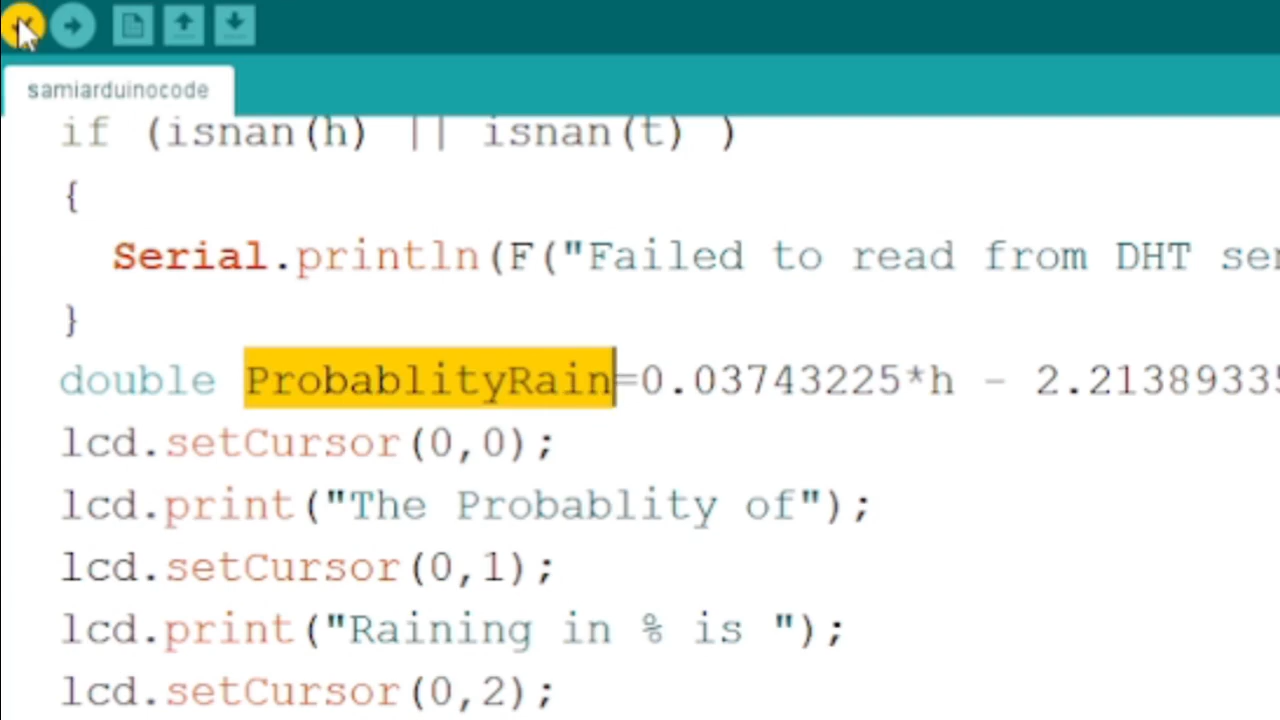 samiarduinocode
if (isnan(h) || isnan(t) )
{
Serial.println(F("Failed to read from DHT
}
double ProbablityRain=0.03743225*h - 2.21389335
lcd.setCursor(0,0);
lcd.print("The Probablity of");
lcd.setCursor(0,1);
lcd.print("Raining in % is ");
lcd.setCursor(0,2);